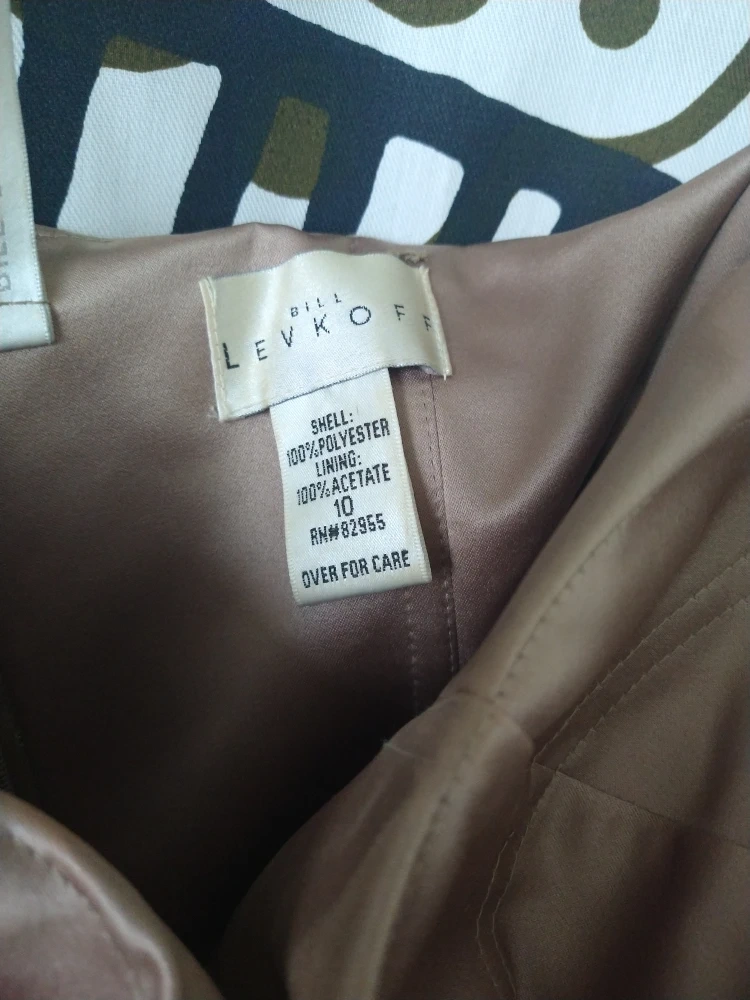 BILL
LEVKOFF
SHELL:
100%POLYESTER
LINING:
100%ACETATE
10
RN#82955
OVER FOR CARE